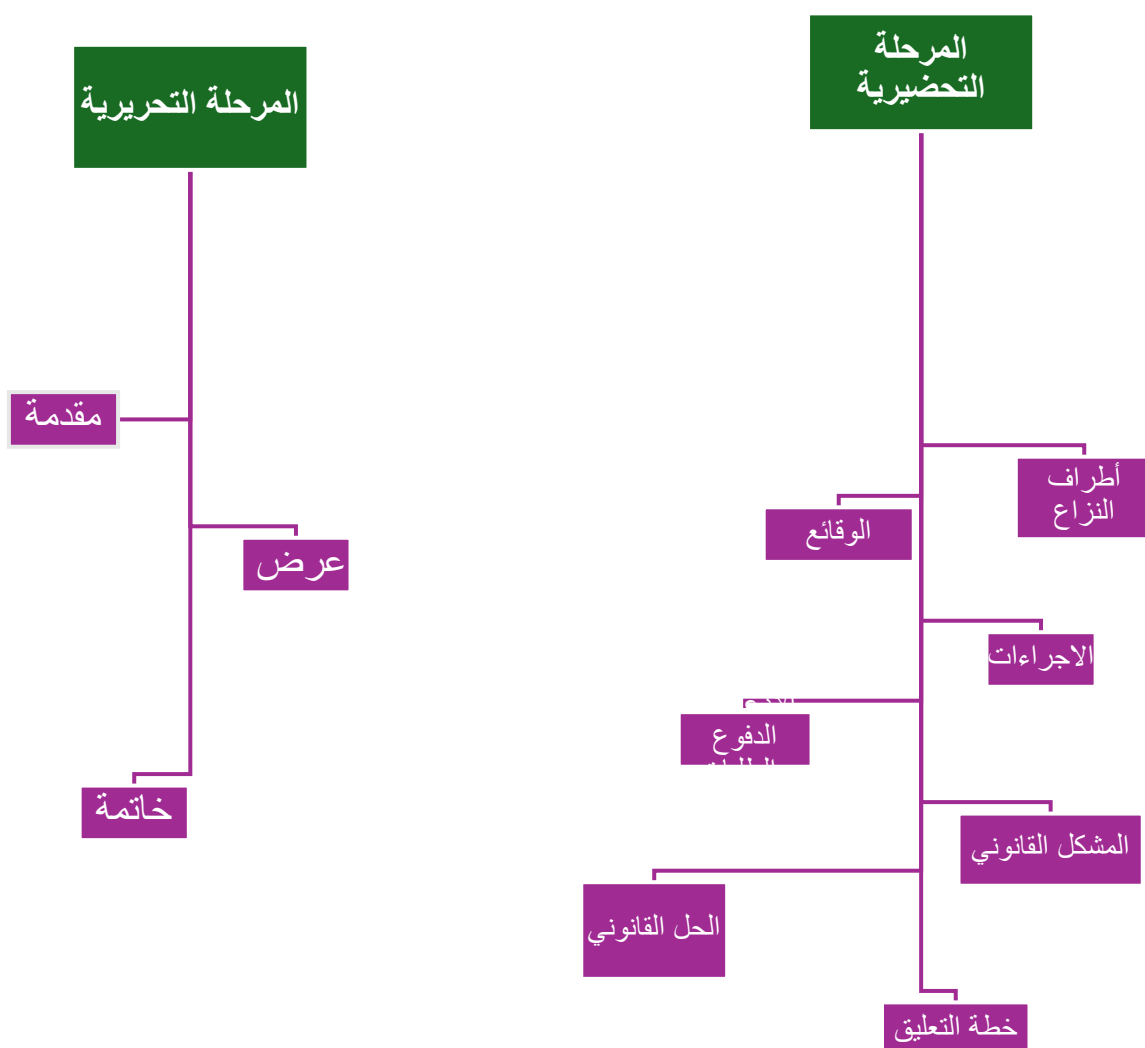 المرحلة
التحضيرية
أطراف
النزاع
الوقائع
الاجراءات
الدفوع
المشكل القانوني
الحل القانوني
خطة التعليق
المرحلة التحريرية
مقدمة
عرض
خاتمة